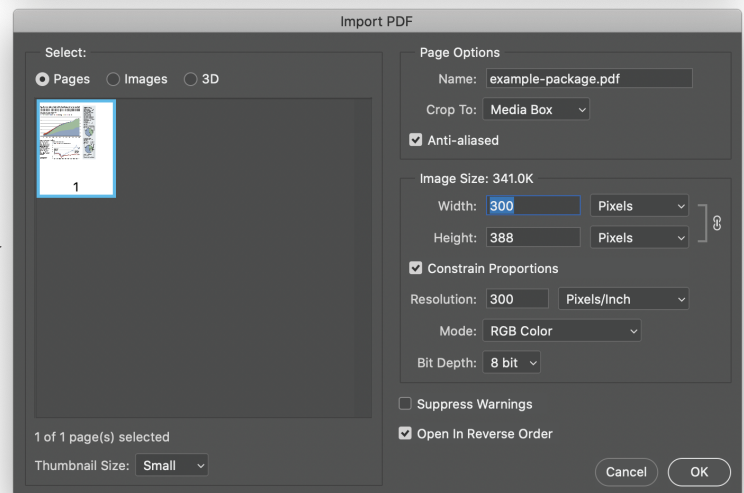 Import PDF
Select:
Pages Images 3D
1
1 of 1 page(s) selected
Thumbnail Size: Small
Page Options
Name: example-package.pdf
Crop To: Media Box
Anti-aliased
Image Size: 341.0K
Width: 300 Pixels
Height: 388 Pixels
Constrain Proportions
Resolution: 300 Pixels/Inch
Mode: RGB Color
Bit Depth: 8 bit
Suppress Warnings
Open In Reverse Order
Cancel OK